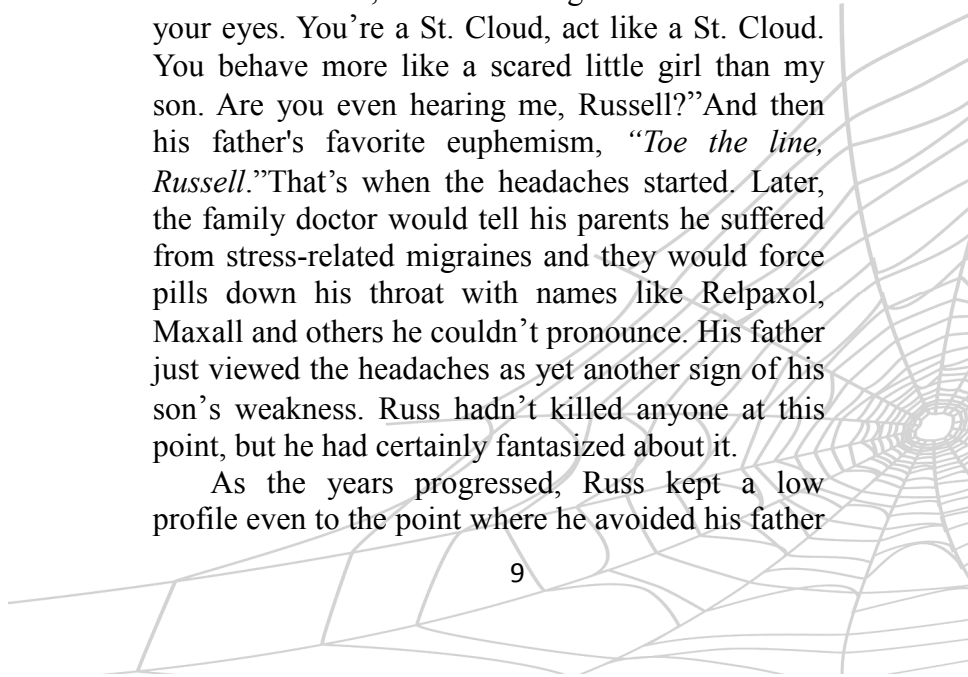 your eyes. You’re a St. Cloud, act like a St. Cloud.
You behave more like a scared little girl than my
son. Are you even hearing me, Russell?”And then
his father's favorite euphemism, “Toe the line,
Russell.”That’s when the headaches started. Later,
the family doctor would tell his parents he suffered
from stress-related migraines and they would force
pills down his throat with names like Relpaxol,
Maxall and others he couldn’t pronounce. His father
just viewed the headaches as yet another sign of his
son’s weakness. Russ hadn’t killed anyone at this
point, but he had certainly fantasized about it.
As the years progressed, Russ kept a low
profile even to the point where he avoided his father
9